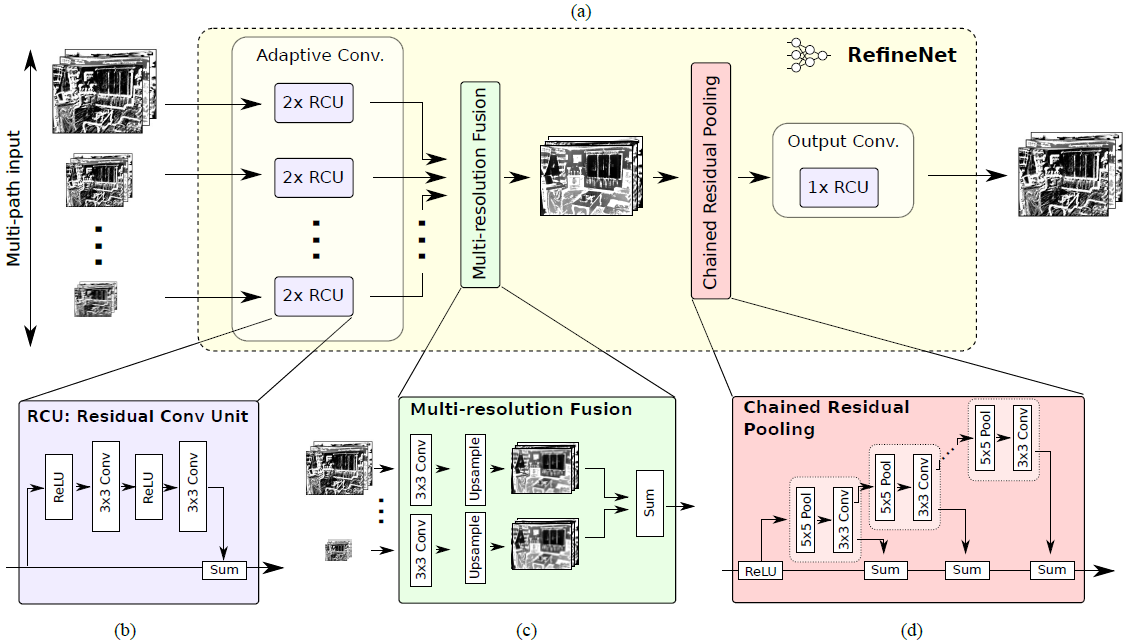 (a)
Multi-path input
Adaptive Conv.
2x RCU
2x RCU
2x RCU
Multi-resolution Fusion
Chained Residual Pooling
RefineNet
Output Conv.
1x RCU
RCU: Residual Conv Unit
ReLU
3x3 Conv
ReLU
3x3 Conv
Sum
(b)
Multi-resolution Fusion
3x3 Conv
Upsample
3x3 Conv
Upsample
Sum
(c)
Chained Residual
Pooling
ReLU
5x5 Pool
3x3 Conv
5x5 Pool
3x3 Conv
5x5 Pool
3x3 Conv
Sum
Sum
Sum
(d)